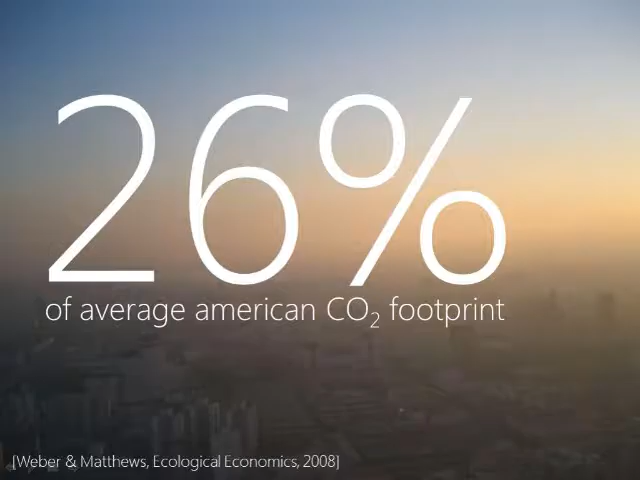 26%
of average american CO₂ footprint
[Weber & Matthews, Ecological Economics, 2008]